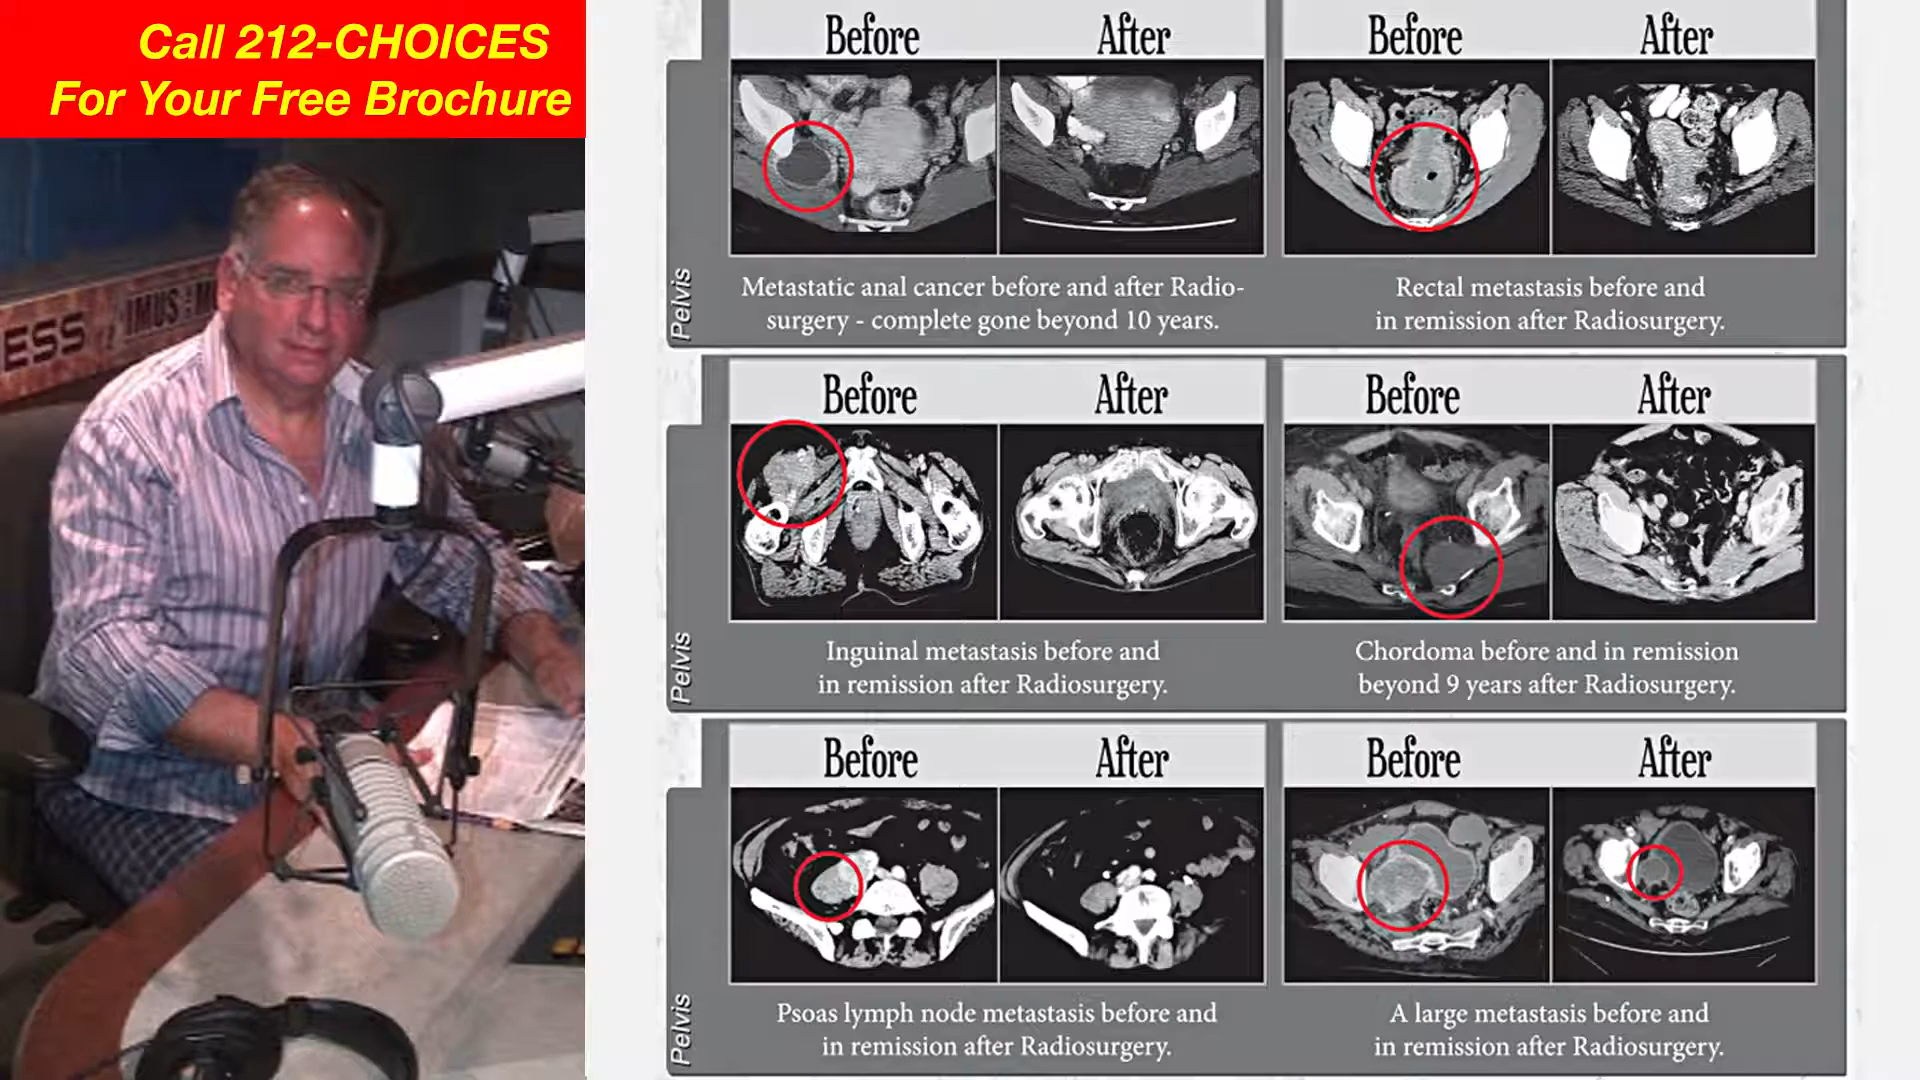 Call 212-CHOICES
For Your Free Brochure
ESS
IMUS
Before
After
Before
After
Pelvis
Metastatic anal cancer before and after Radio-
surgery - complete gone beyond 10 years.
Rectal metastasis before and
in remission after Radiosurgery.
Before
After
Before
After
Pelvis
Inguinal metastasis before and
in remission after Radiosurgery.
Chordoma before and in remission
beyond 9 years after Radiosurgery.
Before
After
Before
After
Pelvis
Psoas lymph node metastasis before and
in remission after Radiosurgery.
A large metastasis before and
in remission after Radiosurgery.